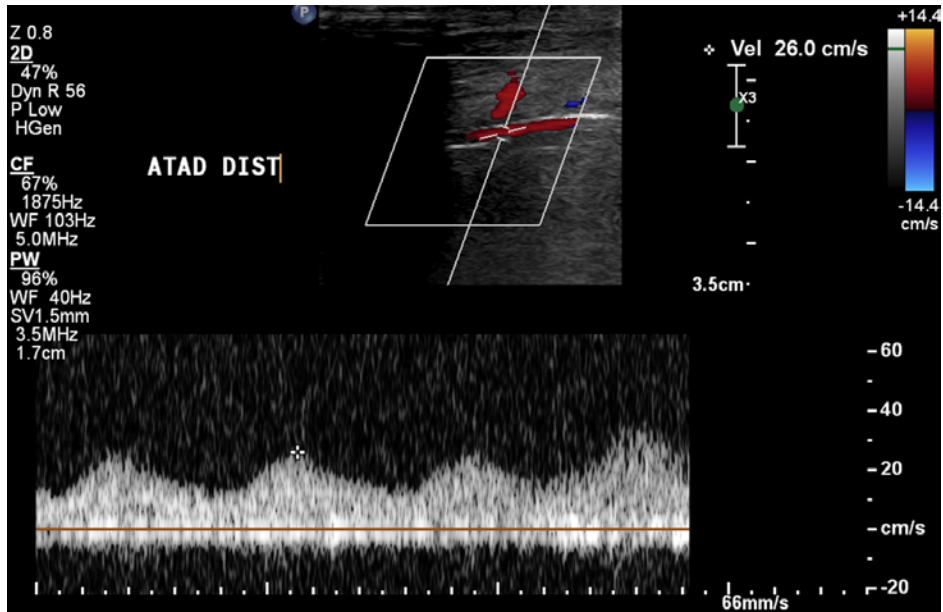 P
Z 0.8
2D
47%
Dyn R 56
P Low
HGen
CF
67%
1875Hz
WF 103Hz
5.0MHz
PW
96%
WF 40Hz
SV1.5mm
3.5MHz
1.7cm
ATAD DIST
Vel 26.0 cm/s
X3
3.5cm
+14.4
-14.4
cm/s
60
40
20
cm/s
-20
66mm/s